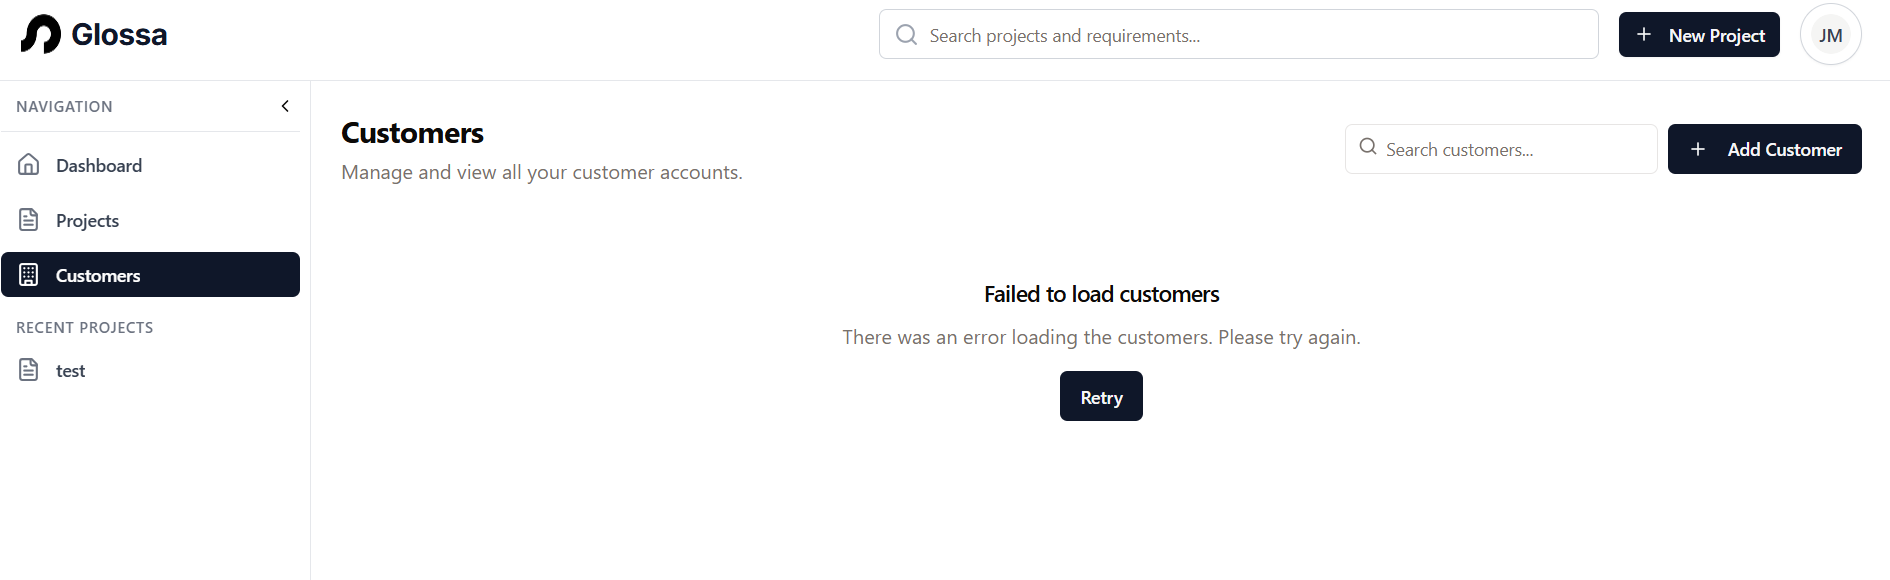 Glossa
Search projects and requirements...
New Project
JM
NAVIGATION
Dashboard
Projects
Customers
RECENT PROJECTS
test
Customers
Manage and view all your customer accounts.
Search customers...
Add Customer
Failed to load customers
There was an error loading the customers. Please try again.
Retry